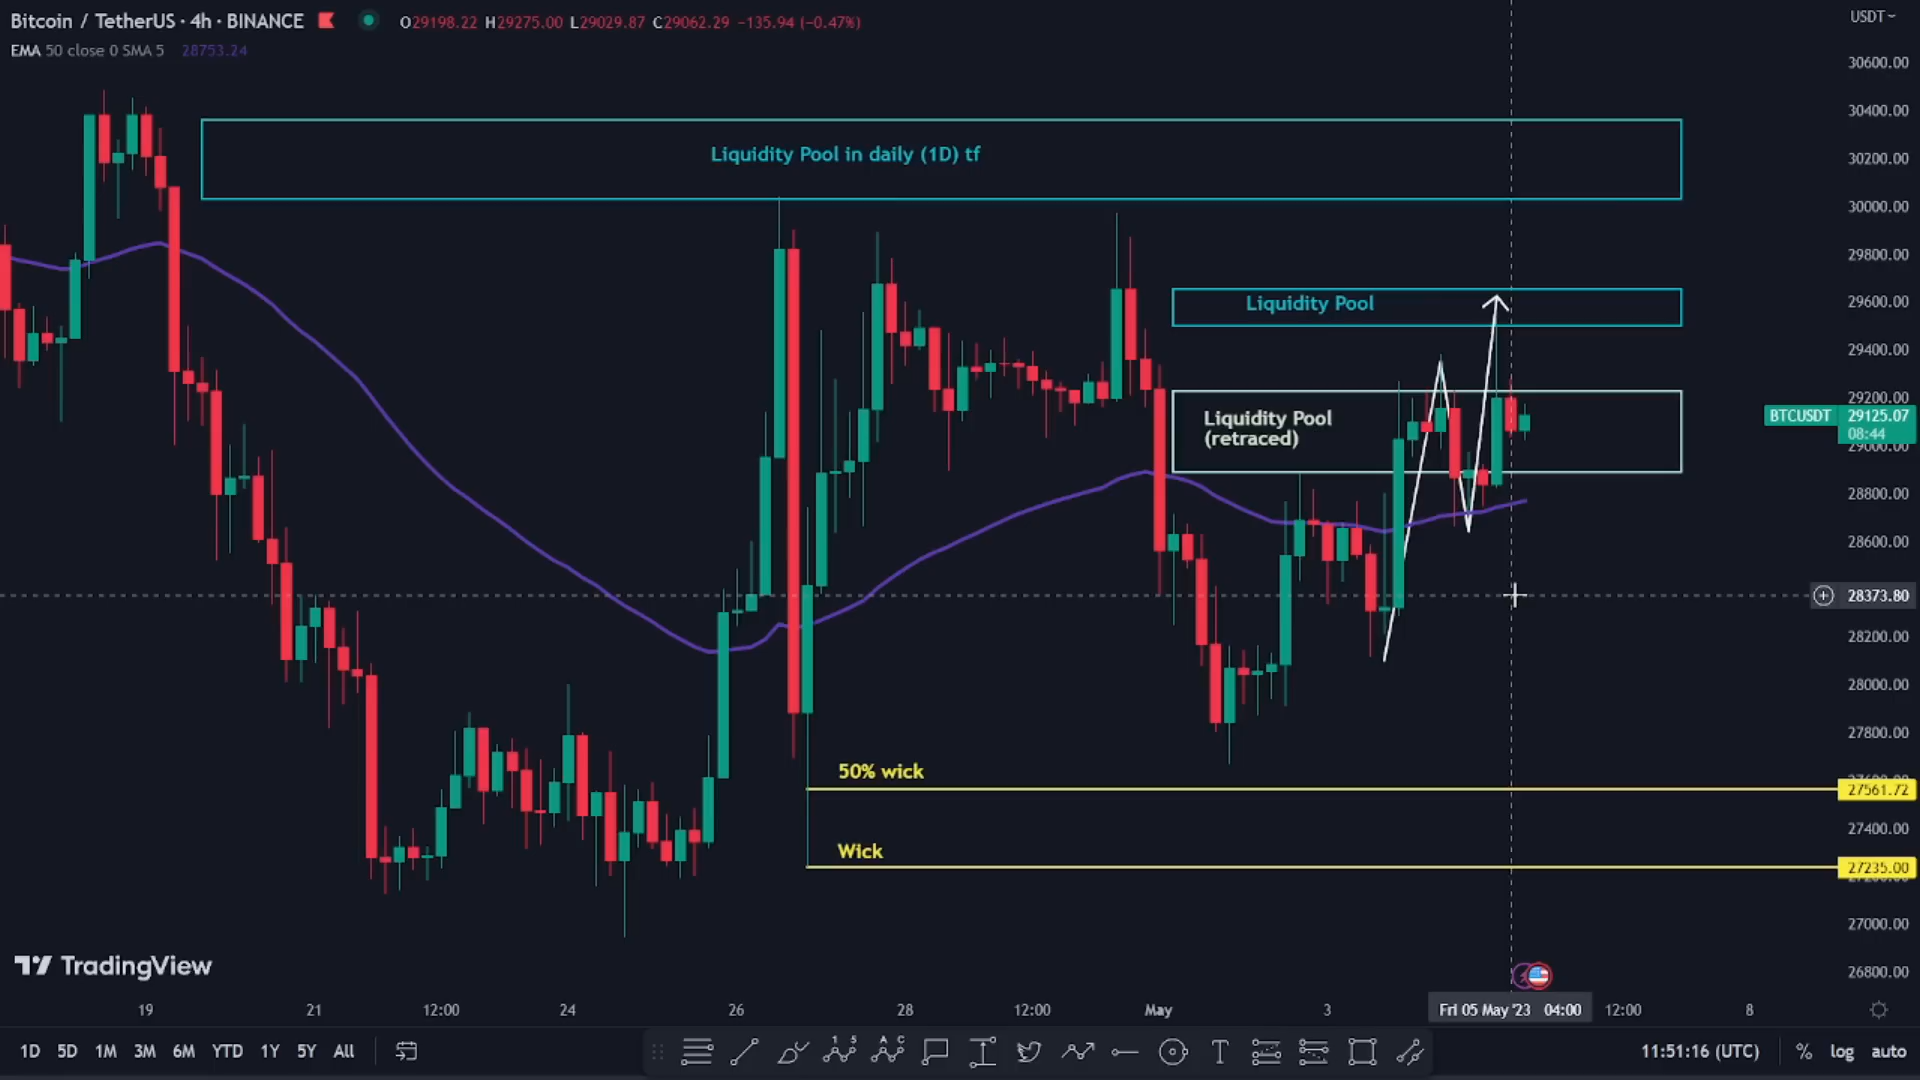 Bitcoin / TetherUS · 4h · BINANCE O29198.22 H29275.00 L29029.87 C29062.29 −135.94 (−0.47%)
USDT
EMA 50 close 0 SMA 5 28753.24
30600.00
30400.00
Liquidity Pool in daily (1D) tf
30200.00
30000.00
29800.00
Liquidity Pool
29600.00
29400.00
29200.00
Liquidity Pool
(retraced)
BTCUSDT 29125.07
08:44
29000.00
28800.00
28600.00
28373.80
28200.00
28000.00
27800.00
50% wick
27561.72
27400.00
Wick
27235.00
27000.00
TradingView
26800.00
19 21 12:00 24 26 28 12:00 May 3 Fri 05 May '23 04:00 12:00 8
1D 5D 1M 3M 6M YTD 1Y 5Y All 11:51:16 (UTC) % log auto